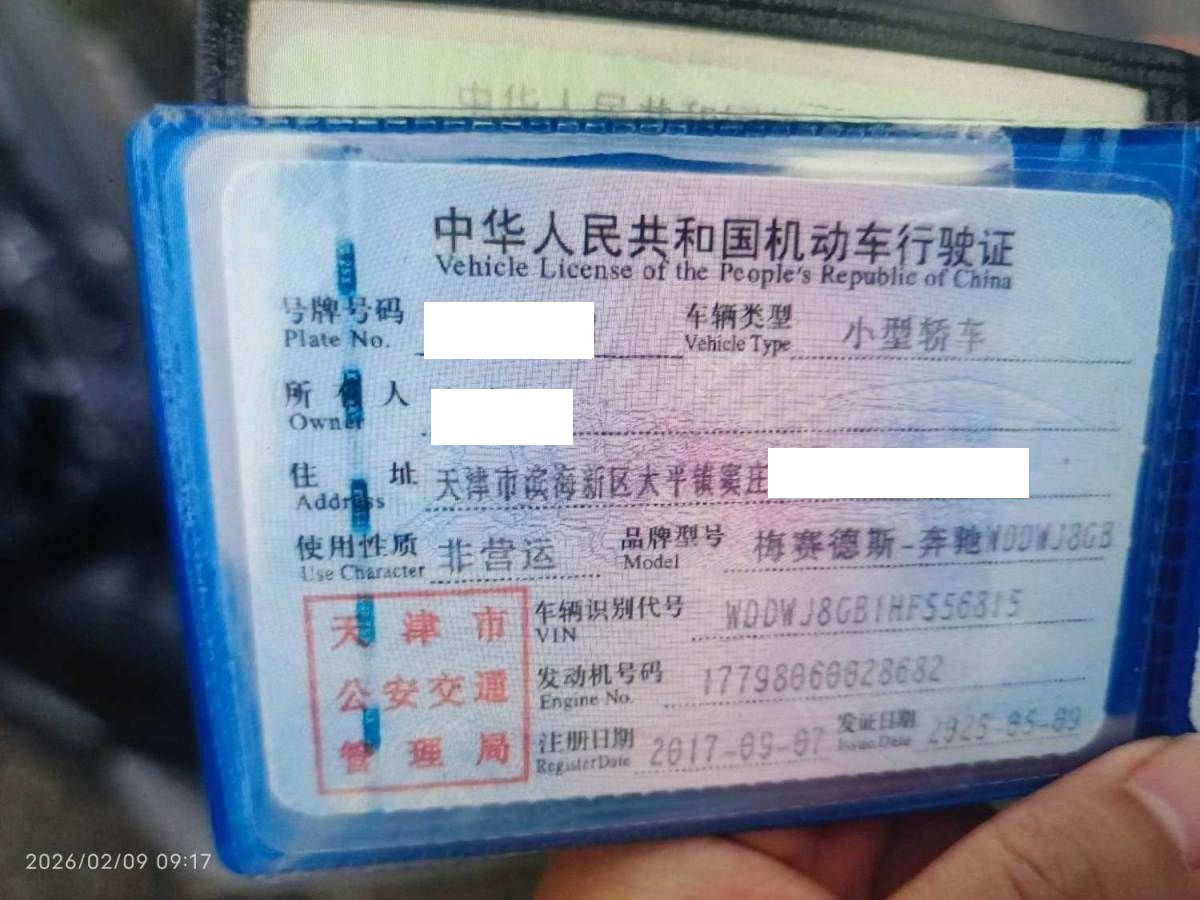 中华人民共和国
中华人民共和国机动车行驶证
Vehicle License of the People's Republic of China
号牌号码 车辆类型 小型轿车
Plate No. Vehicle Type
所有人
Owner
住址 天津市滨海新区太平镇窦庄
Address
使用性质 非营运 品牌型号 梅赛德斯-奔驰WDDWJ8GB
Use Character Model
天津市
公安交通
管理局
车辆识别代号 WDDWJ8GB1HF556815
VIN
发动机号码 17798060028682
Engine No.
注册日期 2017-09-07 发证日期 2025-05-09
Register Date Issue Date
2026/02/09 09:17